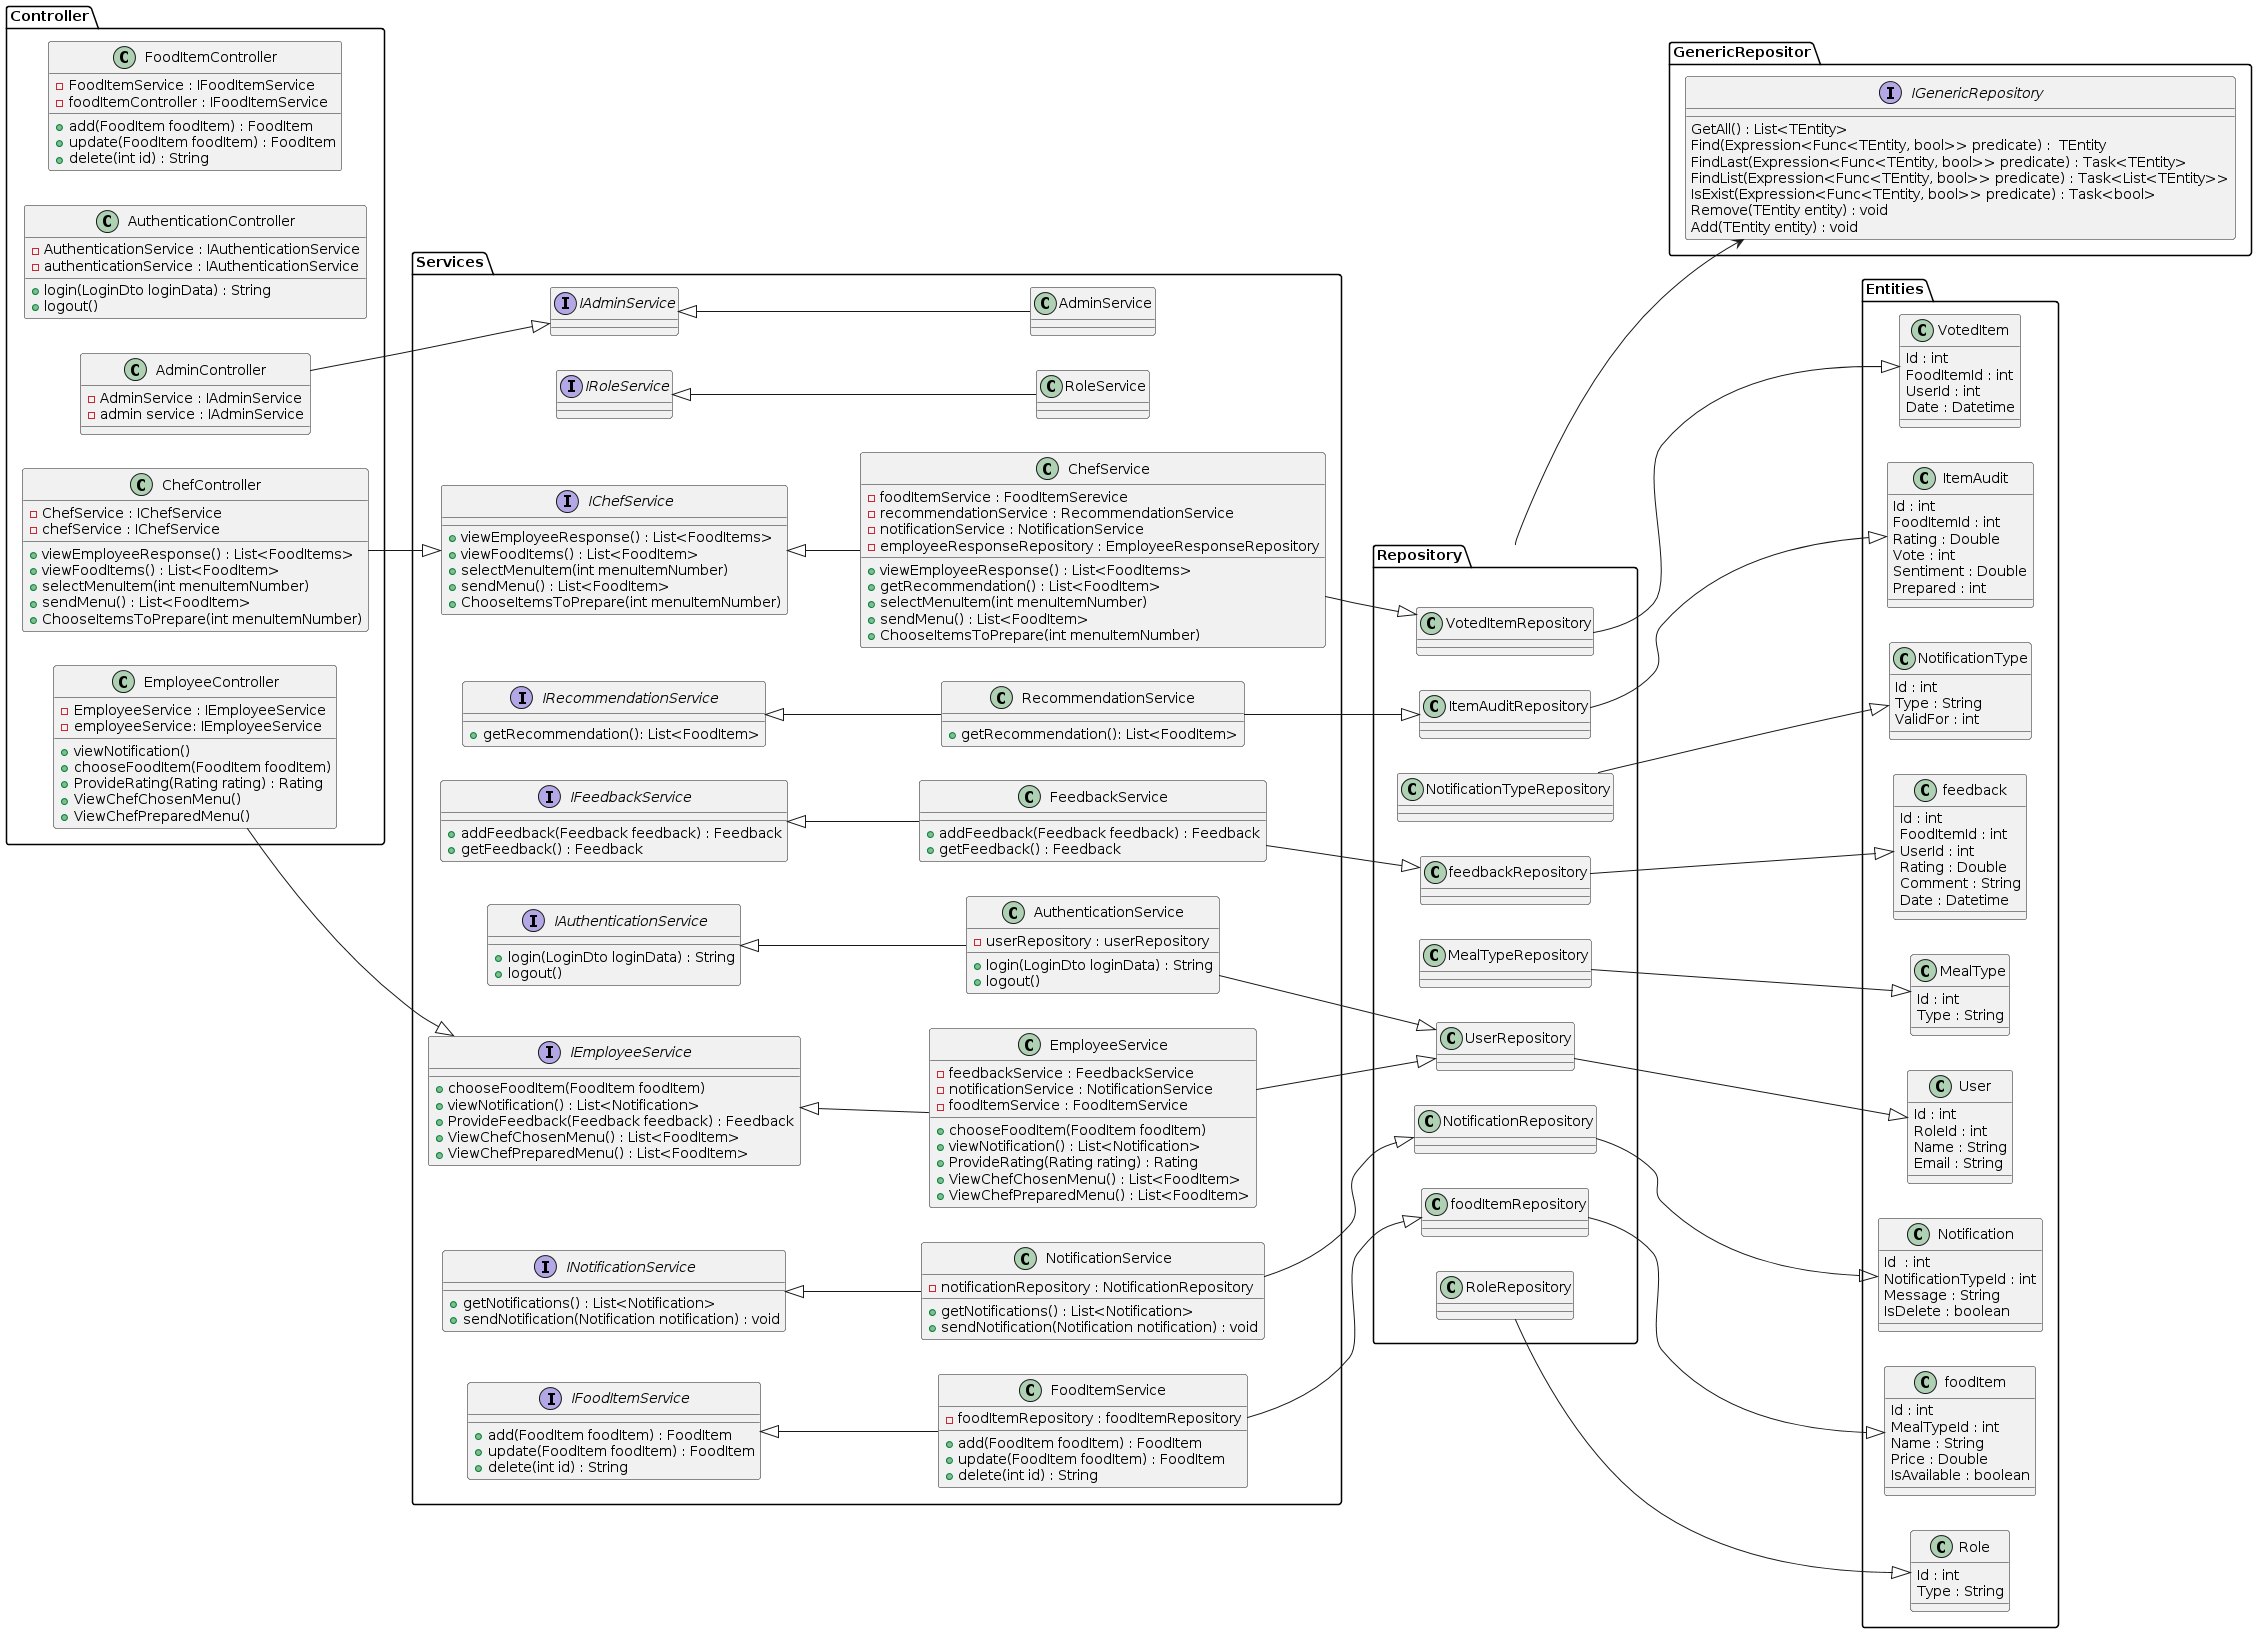 Controller
C FoodItemController
FoodItemService : IFoodItemService
foodItemController : IFoodItemService
add(FoodItem foodItem) : FoodItem
update(FoodItem foodItem) : FoodItem
delete(int id) : String
C AuthenticationController
AuthenticationService : IAuthenticationService
authenticationService : IAuthenticationService
login(LoginDto loginData) : String
logout()
C AdminController
AdminService : IAdminService
admin service : IAdminService
C ChefController
ChefService : IChefService
chefService : IChefService
viewEmployeeResponse() : List<FoodItems>
viewFoodItems() : List<FoodItem>
selectMenuItem(int menuItemNumber)
sendMenu() : List<FoodItem>
ChooseItemsToPrepare(int menuItemNumber)
C EmployeeController
EmployeeService : IEmployeeService
employeeService: IEmployeeService
viewNotification()
chooseFoodItem(FoodItem foodItem)
ProvideRating(Rating rating) : Rating
ViewChefChosenMenu()
ViewChefPreparedMenu()
Services
I IAdminService
C AdminService
I IRoleService
C RoleService
I IChefService
viewEmployeeResponse() : List<FoodItems>
viewFoodItems() : List<FoodItem>
selectMenuItem(int menuItemNumber)
sendMenu() : List<FoodItem>
ChooseItemsToPrepare(int menuItemNumber)
C ChefService
foodItemService : FoodItemSerevice
recommendationService : RecommendationService
notificationService : NotificationService
employeeResponseRepository : EmployeeResponseRepository
viewEmployeeResponse() : List<FoodItems>
getRecommendation() : List<FoodItem>
selectMenuItem(int menuItemNumber)
sendMenu() : List<FoodItem>
ChooseItemsToPrepare(int menuItemNumber)
I IRecommendationService
getRecommendation(): List<FoodItem>
C RecommendationService
getRecommendation(): List<FoodItem>
I IFeedbackService
addFeedback(Feedback feedback) : Feedback
getFeedback() : Feedback
C FeedbackService
addFeedback(Feedback feedback) : Feedback
getFeedback() : Feedback
I IAuthenticationService
login(LoginDto loginData) : String
logout()
C AuthenticationService
userRepository : userRepository
login(LoginDto loginData) : String
logout()
I IEmployeeService
chooseFoodItem(FoodItem foodItem)
viewNotification() : List<Notification>
ProvideFeedback(Feedback feedback) : Feedback
ViewChefChosenMenu() : List<FoodItem>
ViewChefPreparedMenu() : List<FoodItem>
C EmployeeService
feedbackService : FeedbackService
notificationService : NotificationService
foodItemService : FoodItemService
chooseFoodItem(FoodItem foodItem)
viewNotification() : List<Notification>
ProvideRating(Rating rating) : Rating
ViewChefChosenMenu() : List<FoodItem>
ViewChefPreparedMenu() : List<FoodItem>
I INotificationService
getNotifications() : List<Notification>
sendNotification(Notification notification) : void
C NotificationService
notificationRepository : NotificationRepository
getNotifications() : List<Notification>
sendNotification(Notification notification) : void
I IFoodItemService
add(FoodItem foodItem) : FoodItem
update(FoodItem foodItem) : FoodItem
delete(int id) : String
C FoodItemService
foodItemRepository : foodItemRepository
add(FoodItem foodItem) : FoodItem
update(FoodItem foodItem) : FoodItem
delete(int id) : String
Repository
C VotedItemRepository
C ItemAuditRepository
C NotificationTypeRepository
C feedbackRepository
C MealTypeRepository
C UserRepository
C NotificationRepository
C foodItemRepository
C RoleRepository
GenericRepositor
I IGenericRepository
GetAll() : List<TEntity>
Find(Expression<Func<TEntity, bool>> predicate) :  TEntity
FindLast(Expression<Func<TEntity, bool>> predicate) : Task<TEntity>
FindList(Expression<Func<TEntity, bool>> predicate) : Task<List<TEntity>>
IsExist(Expression<Func<TEntity, bool>> predicate) : Task<bool>
Remove(TEntity entity) : void
Add(TEntity entity) : void
Entities
C VotedItem
Id : int
FoodItemId : int
UserId : int
Date : Datetime
C ItemAudit
Id : int
FoodItemId : int
Rating : Double
Vote : int
Sentiment : Double
Prepared : int
C NotificationType
Id : int
Type : String
ValidFor : int
C feedback
Id : int
FoodItemId : int
UserId : int
Rating : Double
Comment : String
Date : Datetime
C MealType
Id : int
Type : String
C User
Id : int
RoleId : int
Name : String
Email : String
C Notification
Id  : int
NotificationTypeId : int
Message : String
IsDelete : boolean
C foodItem
Id : int
MealTypeId : int
Name : String
Price : Double
IsAvailable : boolean
C Role
Id : int
Type : String